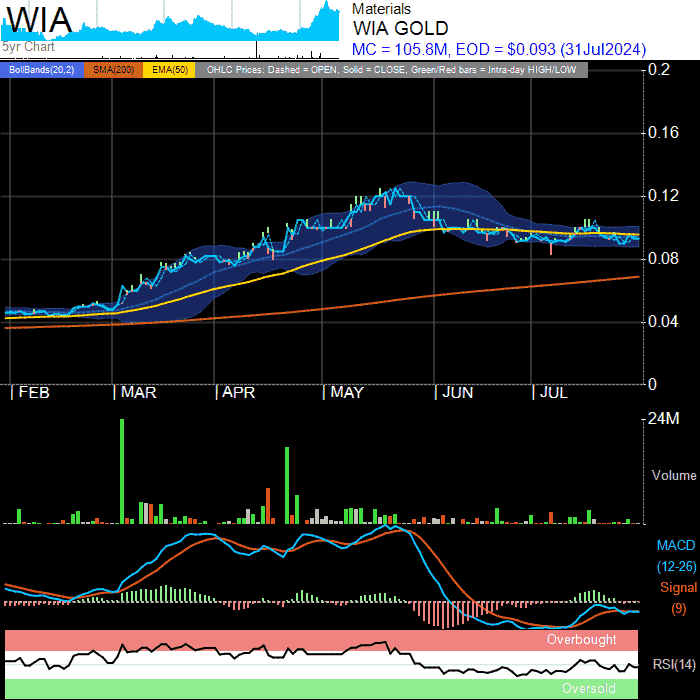 WIA
5yr Chart
Materials
WIA GOLD
MC = 105.8M, EOD = $0.093 (31Jul2024)
BollBands(20,2) SMA(200) EMA(50) OHLC Prices: Dashed = OPEN, Solid = CLOSE, Green/Red bars = Intra-day HIGH/LOW
0.2
0.16
0.12
0.08
0.04
0
FEB MAR APR MAY JUN JUL
24M
Volume
MACD
(12-26)
Signal
(9)
Overbought
RSI(14)
Oversold